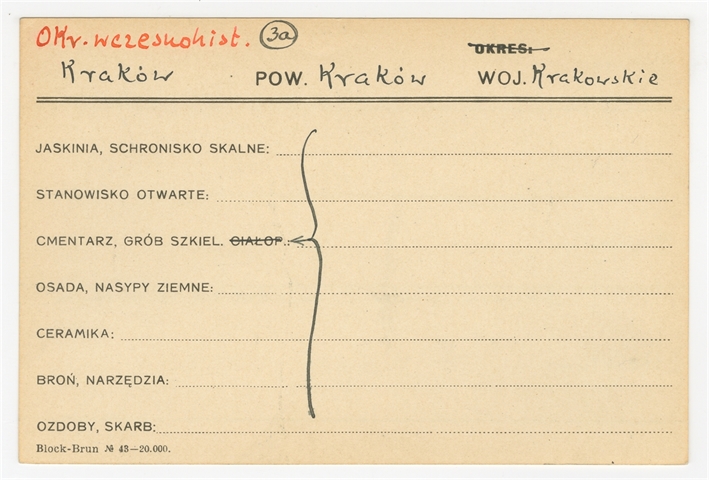 Okr. wczesnohist. 3a
OKRES:
Kraków POW. Kraków WOJ. Krakowskie
JASKINIA, SCHRONISKO SKALNE:
STANOWISKO OTWARTE:
CMENTARZ, GRÓB SZKIEL. CIAŁOP.:
OSADA, NASYPY ZIEMNE:
CERAMIKA:
BROŃ, NARZĘDZIA:
OZDOBY, SKARB:
Block-Brun № 43—20.000.